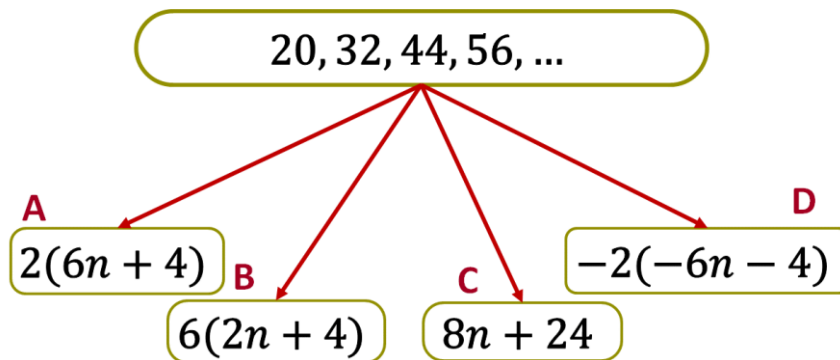 20, 32, 44, 56, ...
A
2(6n + 4)
B
6(2n + 4)
C
8n + 24
D
−2(−6n − 4)